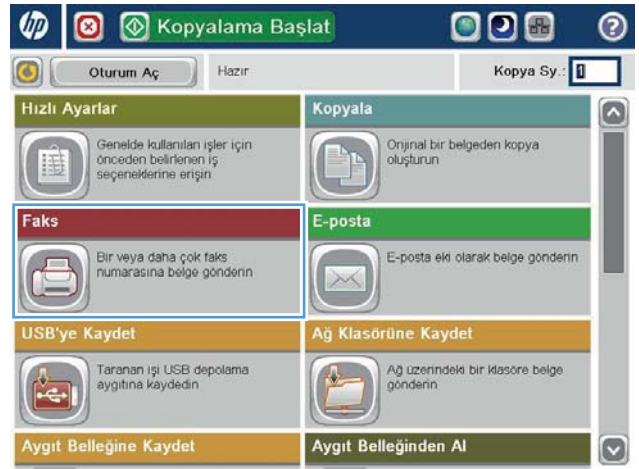 hp
Kopyalama Başlat
?
Oturum Aç
Hazır
Kopya Sy.: 1
Hızlı Ayarlar
Genelde kullanılan işler için
önceden belirlenen iş
seçeneklerine erişin
Kopyala
Orijinal bir belgeden kopya
oluşturun
Faks
Bir veya daha çok faks
numarasına belge gönderin
E-posta
E-posta eki olarak belge gönderin
USB'ye Kaydet
Taranan işi USB depolama
aygıtına kaydedin
Ağ Klasörüne Kaydet
Ağ üzerindeki bir klasöre belge
gönderin
Aygıt Belleğine Kaydet
Aygıt Belleğinden Al